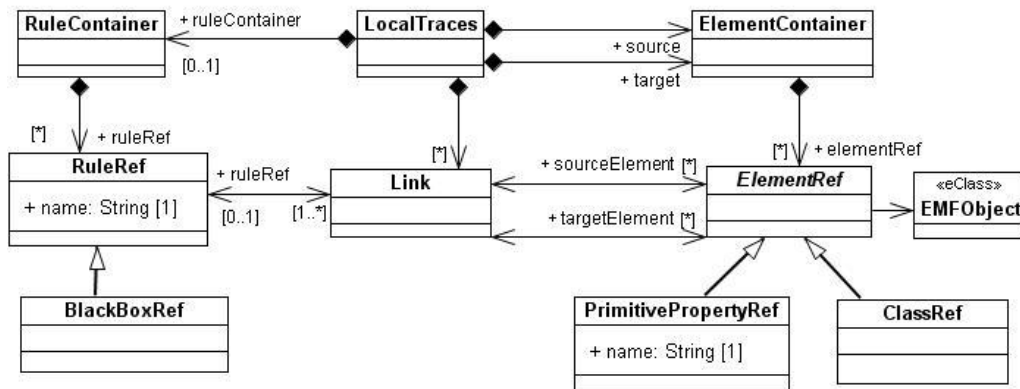 RuleContainer
+ ruleContainer
LocalTraces
ElementContainer
[0..1]
+ source
+ target
[*]
+ ruleRef
[*]
[*]
+ elementRef
RuleRef
+ name: String [1]
+ ruleRef
[0..1]
[1..*]
Link
+ sourceElement [*]
+ targetElement [*]
ElementRef
«eClass»
EMFObject
BlackBoxRef
PrimitivePropertyRef
+ name: String [1]
ClassRef